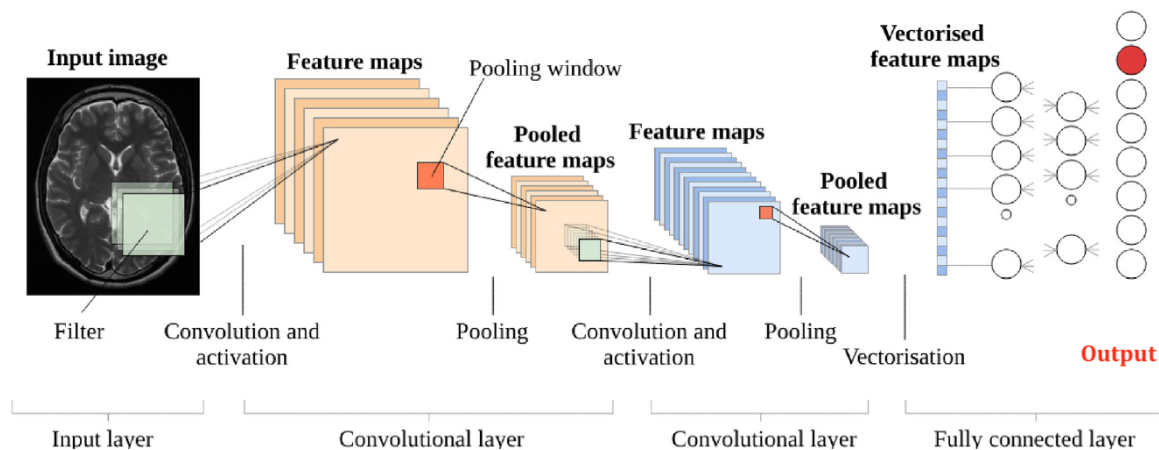 Input image
Feature maps
Pooling window
Pooled
feature maps
Feature maps
Pooled
feature maps
Vectorised
feature maps
Filter
Convolution and
activation
Pooling
Convolution and
activation
Pooling
Vectorisation
Output
Input layer
Convolutional layer
Convolutional layer
Fully connected layer